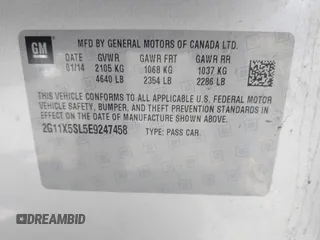 GM
MFD BY GENERAL MOTORS OF CANADA LTD.
01/14
GVWR
2105 KG
4640 LB
GAWR FRT
1068 KG
2354 LB
GAWR RR
1037 KG
2286 LB
THIS VEHICLE CONFORMS TO ALL APPLICABLE U.S. FEDERAL MOTOR
VEHICLE SAFETY, BUMPER, AND THEFT PREVENTION STANDARDS IN
EFFECT ON THE DATE OF MANUFACTURE SHOWN ABOVE.
2G11X5SL5E9247458 TYPE: PASS CAR.
DREAMBID